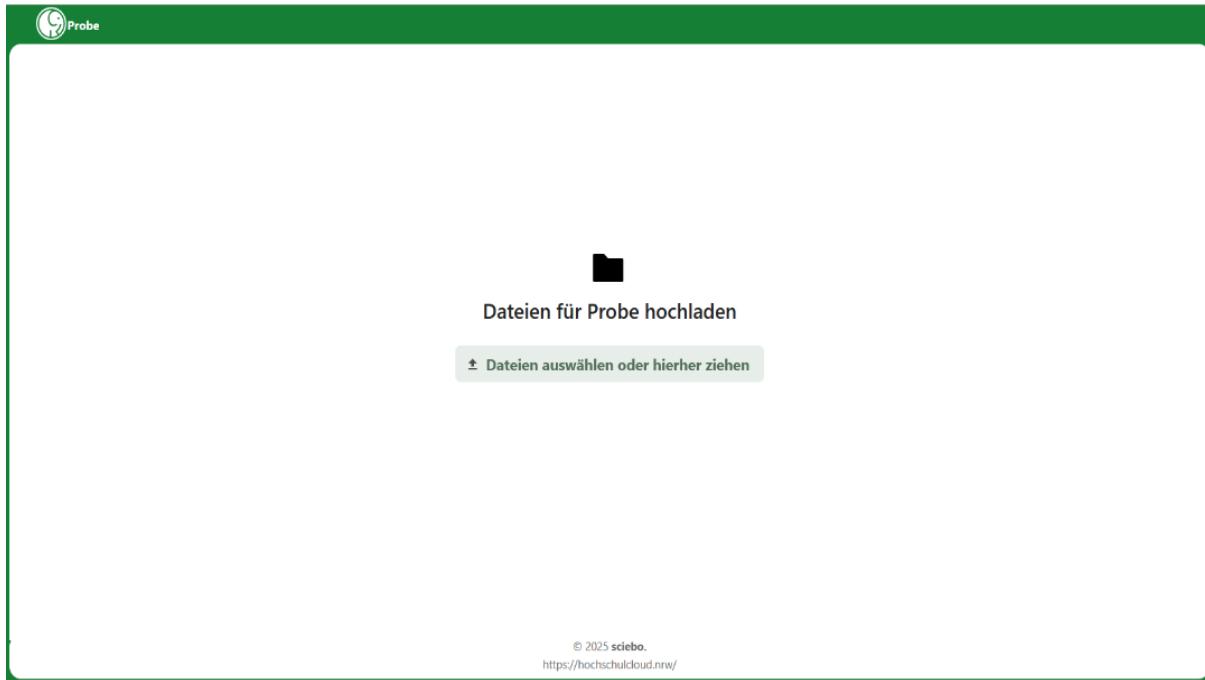 Probe
Dateien für Probe hochladen
Dateien auswählen oder hierher ziehen
© 2025 sciebo.
https://hochschulcloud.nrw/